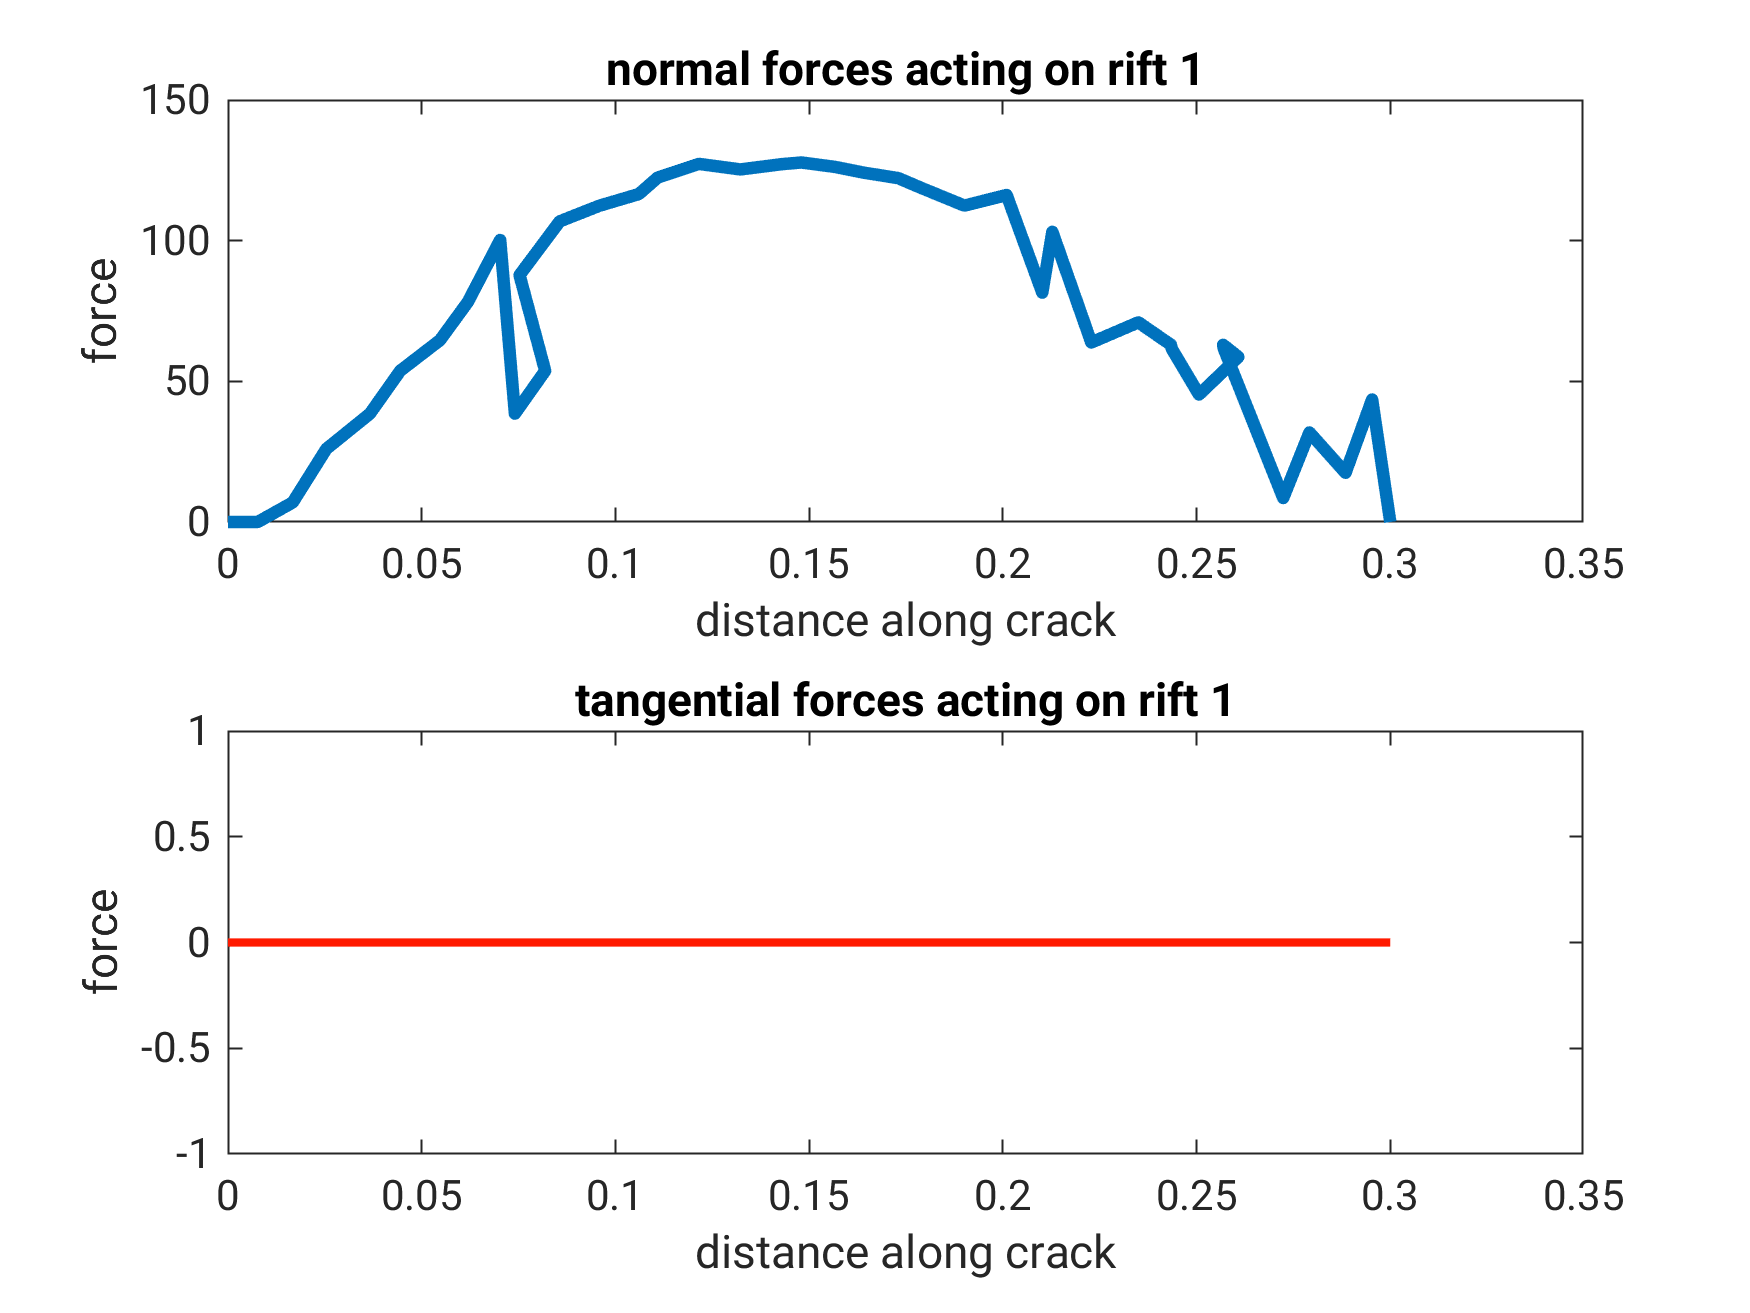 normal forces acting on rift 1
150
100
50
0
force
0 0.05 0.1 0.15 0.2 0.25 0.3 0.35
distance along crack
tangential forces acting on rift 1
1
0.5
0
-0.5
-1
force
0 0.05 0.1 0.15 0.2 0.25 0.3 0.35
distance along crack